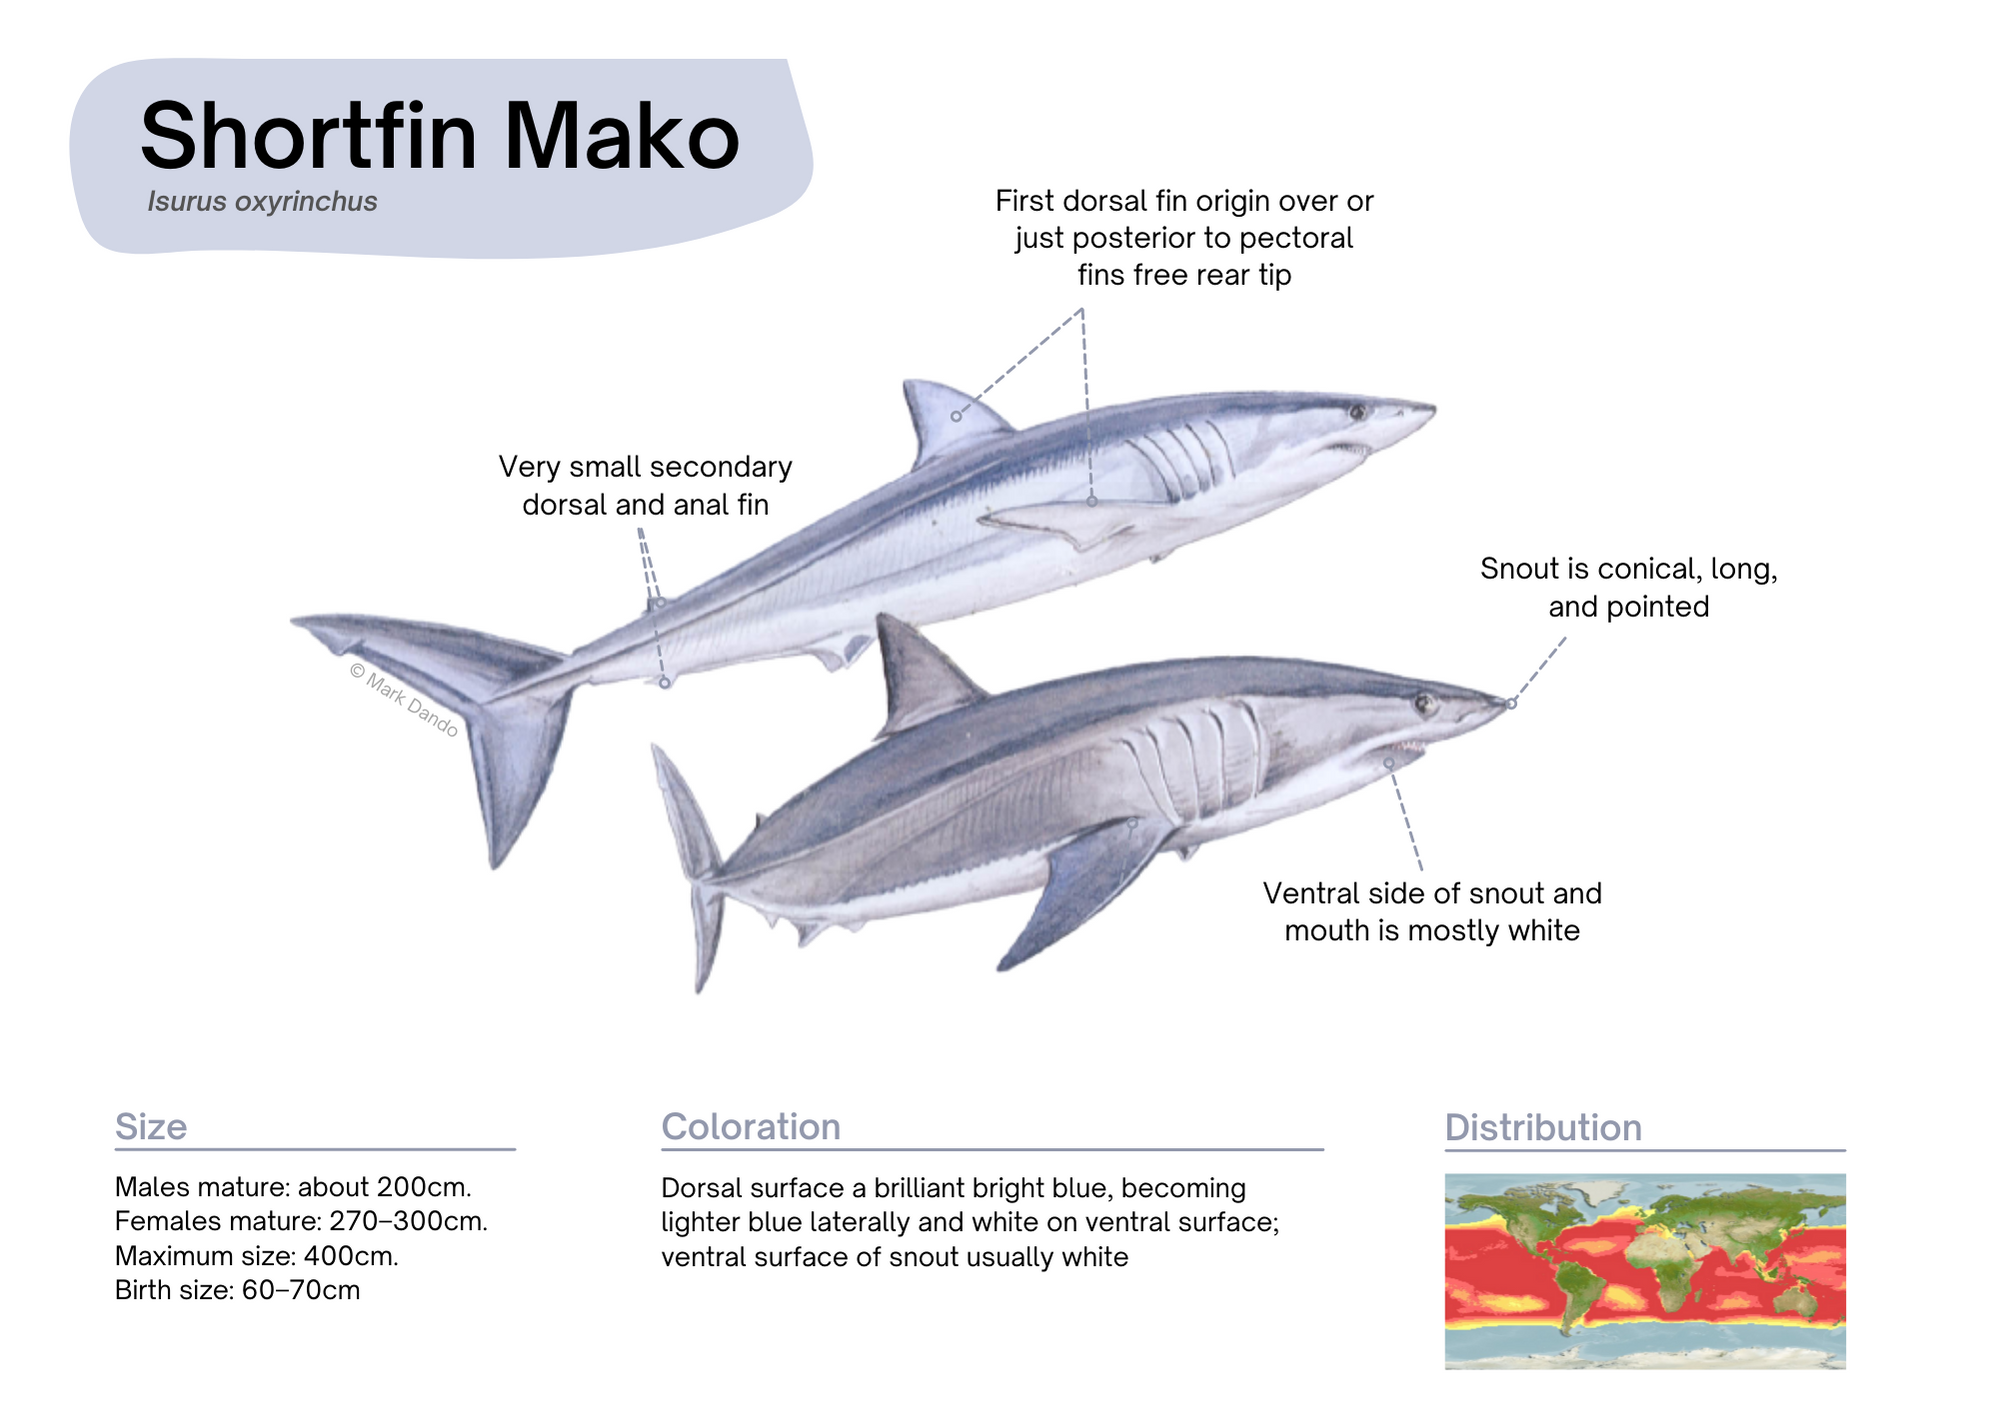 Shortfin Mako
Isurus oxyrinchus
First dorsal fin origin over or
just posterior to pectoral
fins free rear tip
Very small secondary
dorsal and anal fin
Snout is conical, long,
and pointed
© Mark Dando
Ventral side of snout and
mouth is mostly white
Size
Males mature: about 200cm.
Females mature: 270–300cm.
Maximum size: 400cm.
Birth size: 60–70cm
Coloration
Dorsal surface a brilliant bright blue, becoming
lighter blue laterally and white on ventral surface;
ventral surface of snout usually white
Distribution